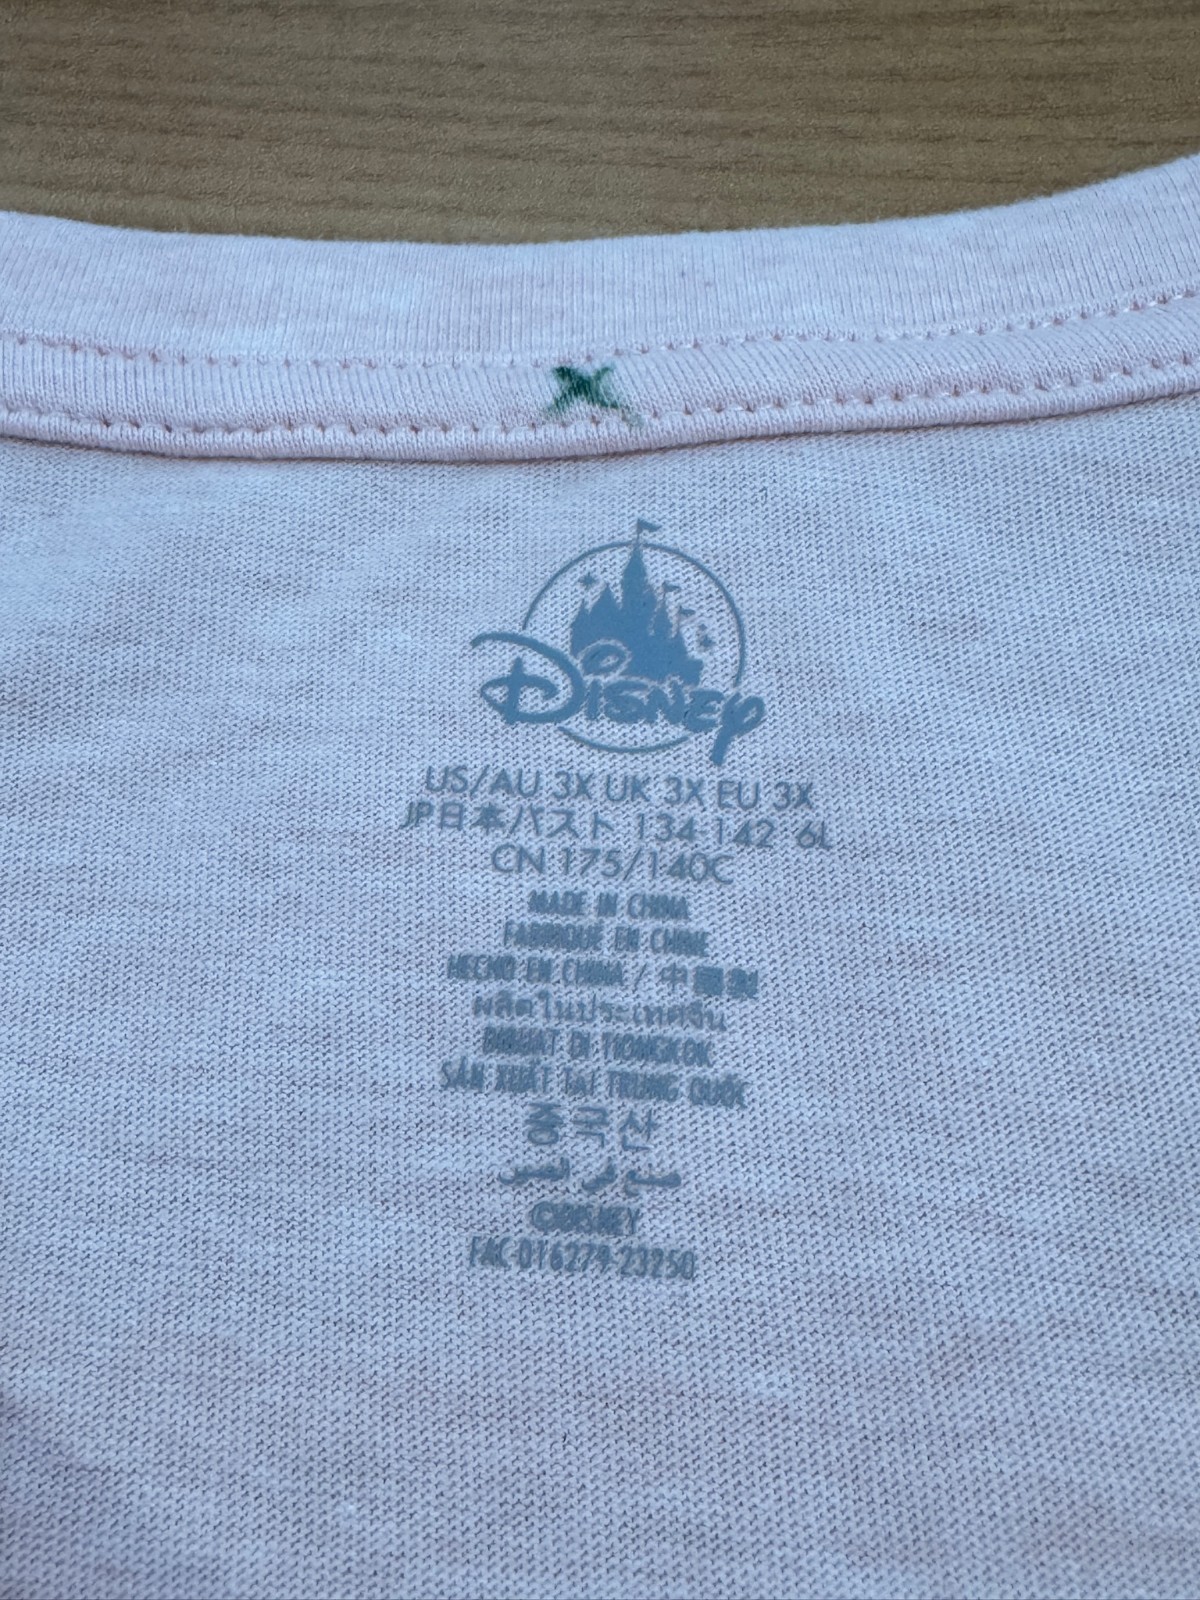 Disney
US/AU 3X UK 3X EU 3X
JP日本/バスト 134-142 6L
CN 175/140C
MADE IN CHINA
FABRIQUÉ EN CHINE
HECHO EN CHINA / 中國製
ผลิตในประเทศจีน
DIBUAT DI TIONGKOK
SẢN XUẤT TẠI TRUNG QUỐC
중국산
صنع في الصين
©DISNEY
FAC-016279-23250